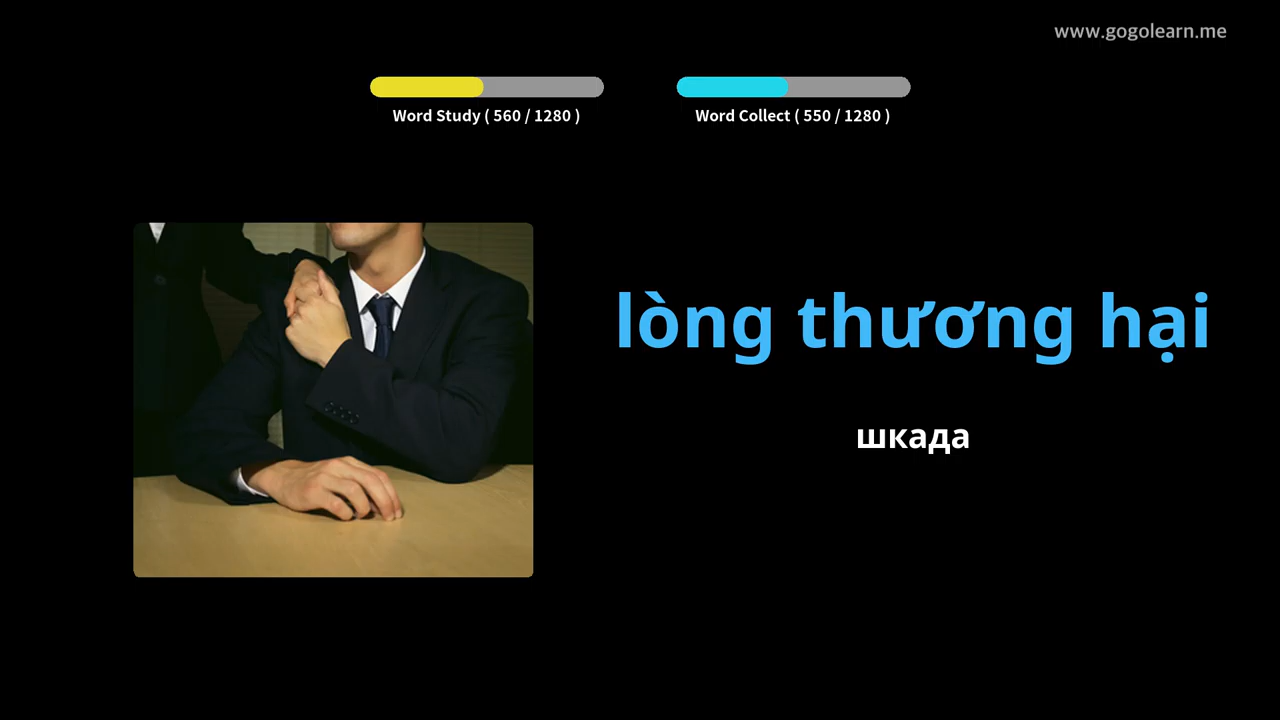 www.gogolearn.me
Word Study ( 560 / 1280 )
Word Collect ( 550 / 1280 )
lòng thương hại
шкада